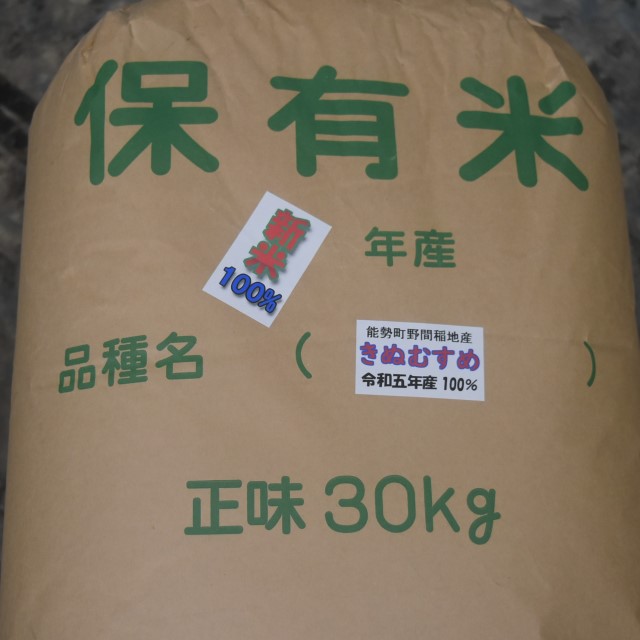 保有米
新米
100%
年産
品種名 ( )
能勢町野間稲地産
きぬむすめ
令和五年産 100%
正味 30kg